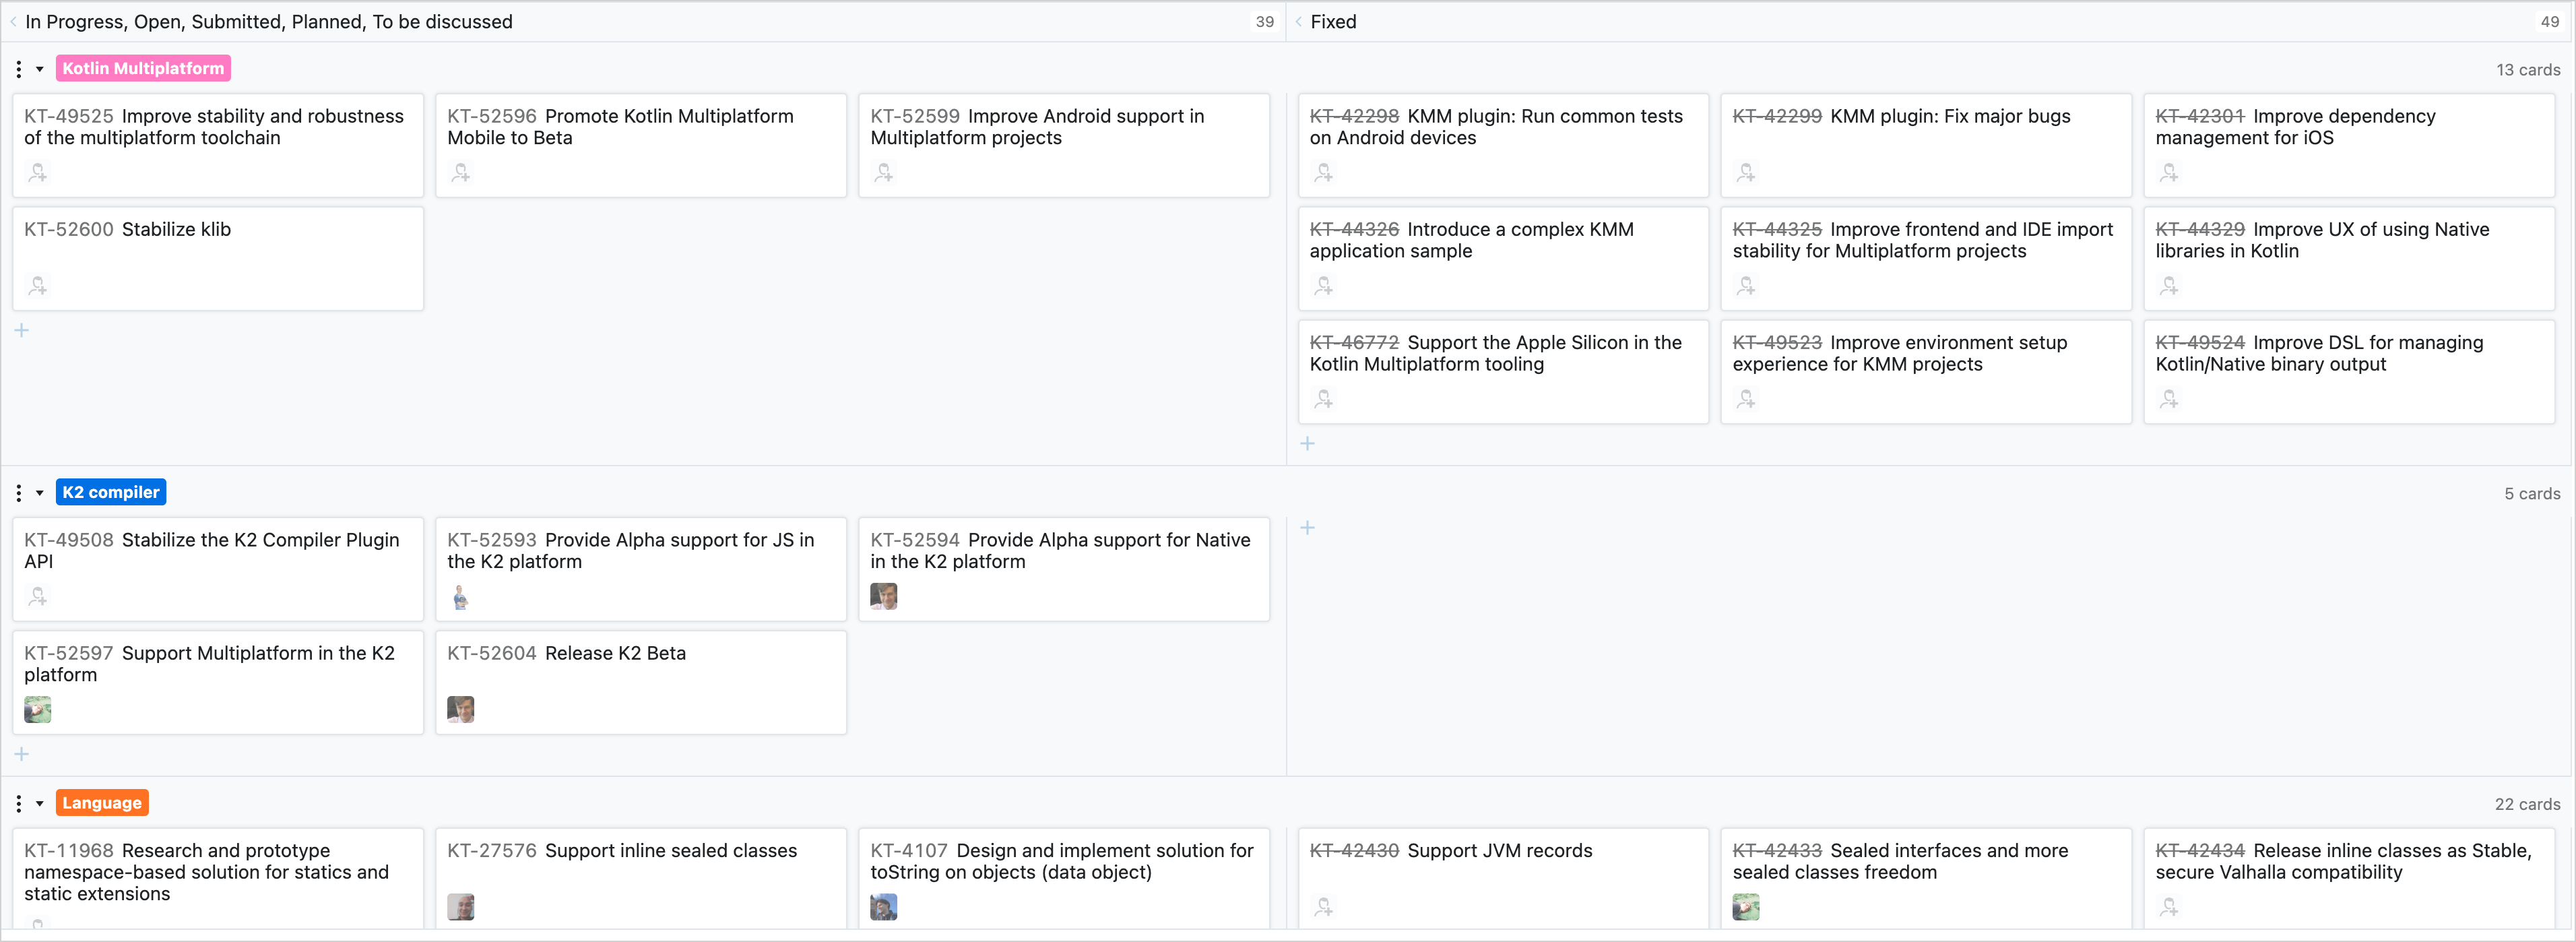 In Progress, Open, Submitted, Planned, To be discussed
39
Fixed
49
Kotlin Multiplatform
13 cards
KT-49525 Improve stability and robustness
of the multiplatform toolchain
KT-52596 Promote Kotlin Multiplatform
Mobile to Beta
KT-52599 Improve Android support in
Multiplatform projects
KT-42298 KMM plugin: Run common tests
on Android devices
KT-42299 KMM plugin: Fix major bugs
KT-42301 Improve dependency
management for iOS
KT-52600 Stabilize klib
KT-44326 Introduce a complex KMM
application sample
KT-44325 Improve frontend and IDE import
stability for Multiplatform projects
KT-44329 Improve UX of using Native
libraries in Kotlin
KT-46772 Support the Apple Silicon in the
Kotlin Multiplatform tooling
KT-49523 Improve environment setup
experience for KMM projects
KT-49524 Improve DSL for managing
Kotlin/Native binary output
K2 compiler
5 cards
KT-49508 Stabilize the K2 Compiler Plugin
API
KT-52593 Provide Alpha support for JS in
the K2 platform
KT-52594 Provide Alpha support for Native
in the K2 platform
KT-52597 Support Multiplatform in the K2
platform
KT-52604 Release K2 Beta
Language
22 cards
KT-11968 Research and prototype
namespace-based solution for statics and
static extensions
KT-27576 Support inline sealed classes
KT-4107 Design and implement solution for
toString on objects (data object)
KT-42430 Support JVM records
KT-42433 Sealed interfaces and more
sealed classes freedom
KT-42434 Release inline classes as Stable,
secure Valhalla compatibility